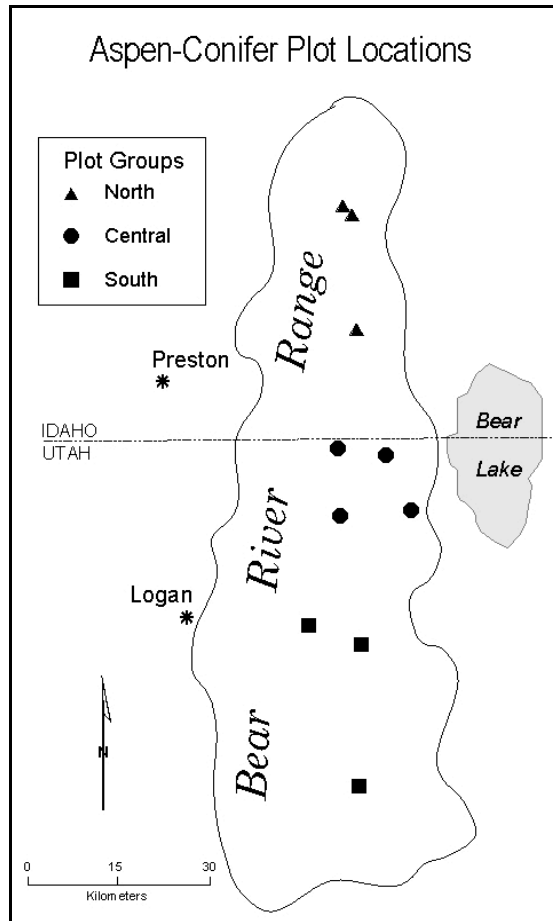 Aspen-Conifer Plot Locations
Plot Groups
North
Central
South
Range
Preston
IDAHO
UTAH
Bear
Lake
River
Logan
Bear
N
0 15 30
Kilometers